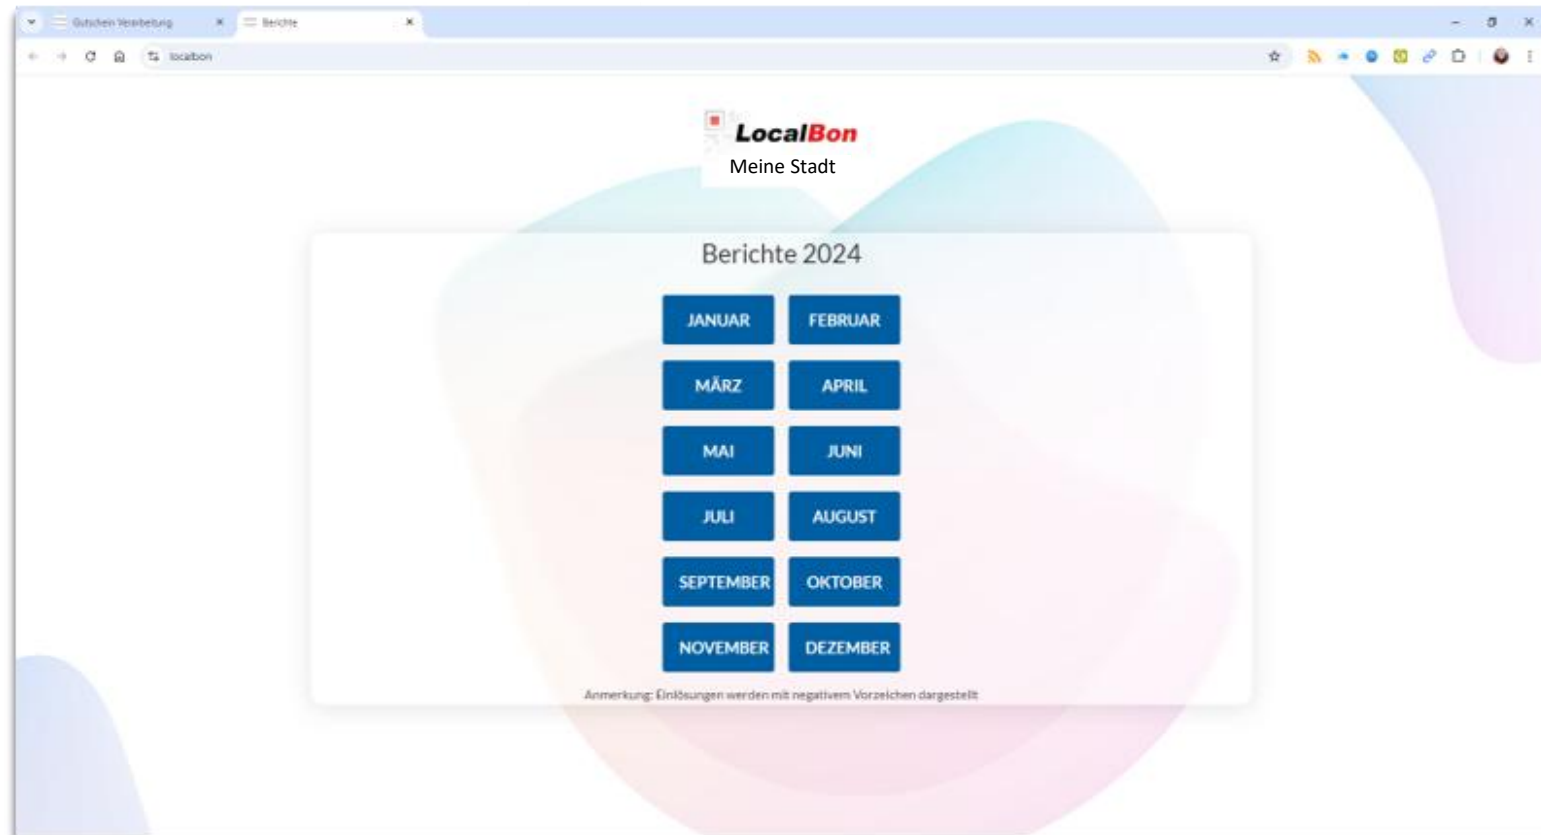 Gutschein Verarbeitung
Berichte
localbon
LocalBon
Meine Stadt
Berichte 2024
JANUAR FEBRUAR
MÄRZ APRIL
MAI JUNI
JULI AUGUST
SEPTEMBER OKTOBER
NOVEMBER DEZEMBER
Anmerkung: Einlösungen werden mit negativem Vorzeichen dargestellt